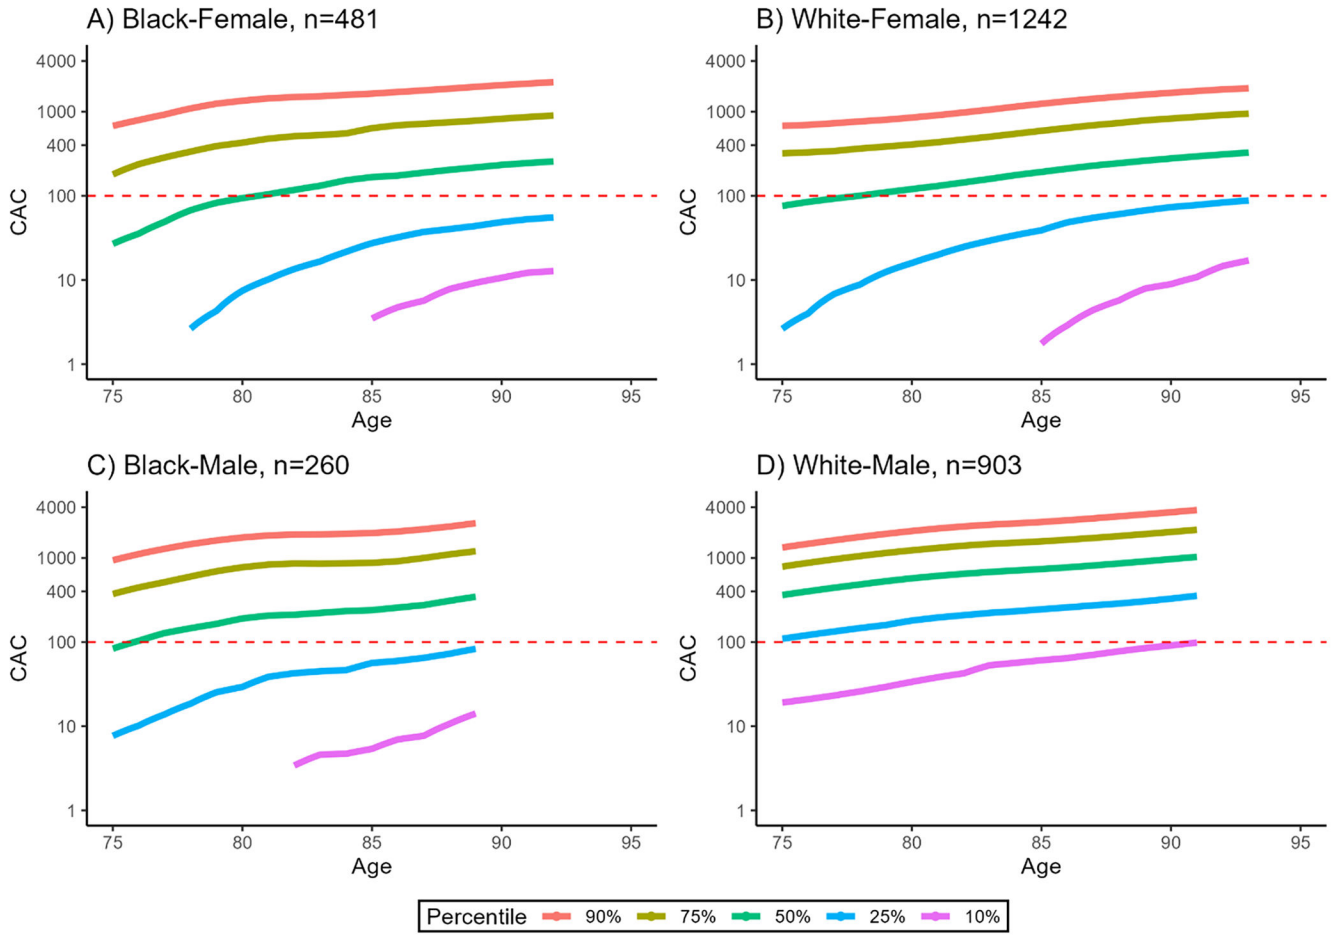 A) Black-Female, n=481
4000
1000
400
100
10
1
CAC
75 80 85 90 95
Age
B) White-Female, n=1242
4000
1000
400
100
10
1
CAC
75 80 85 90 95
Age
C) Black-Male, n=260
4000
1000
400
100
10
1
CAC
75 80 85 90 95
Age
D) White-Male, n=903
4000
1000
400
100
10
1
CAC
75 80 85 90 95
Age
Percentile 90% 75% 50% 25% 10%